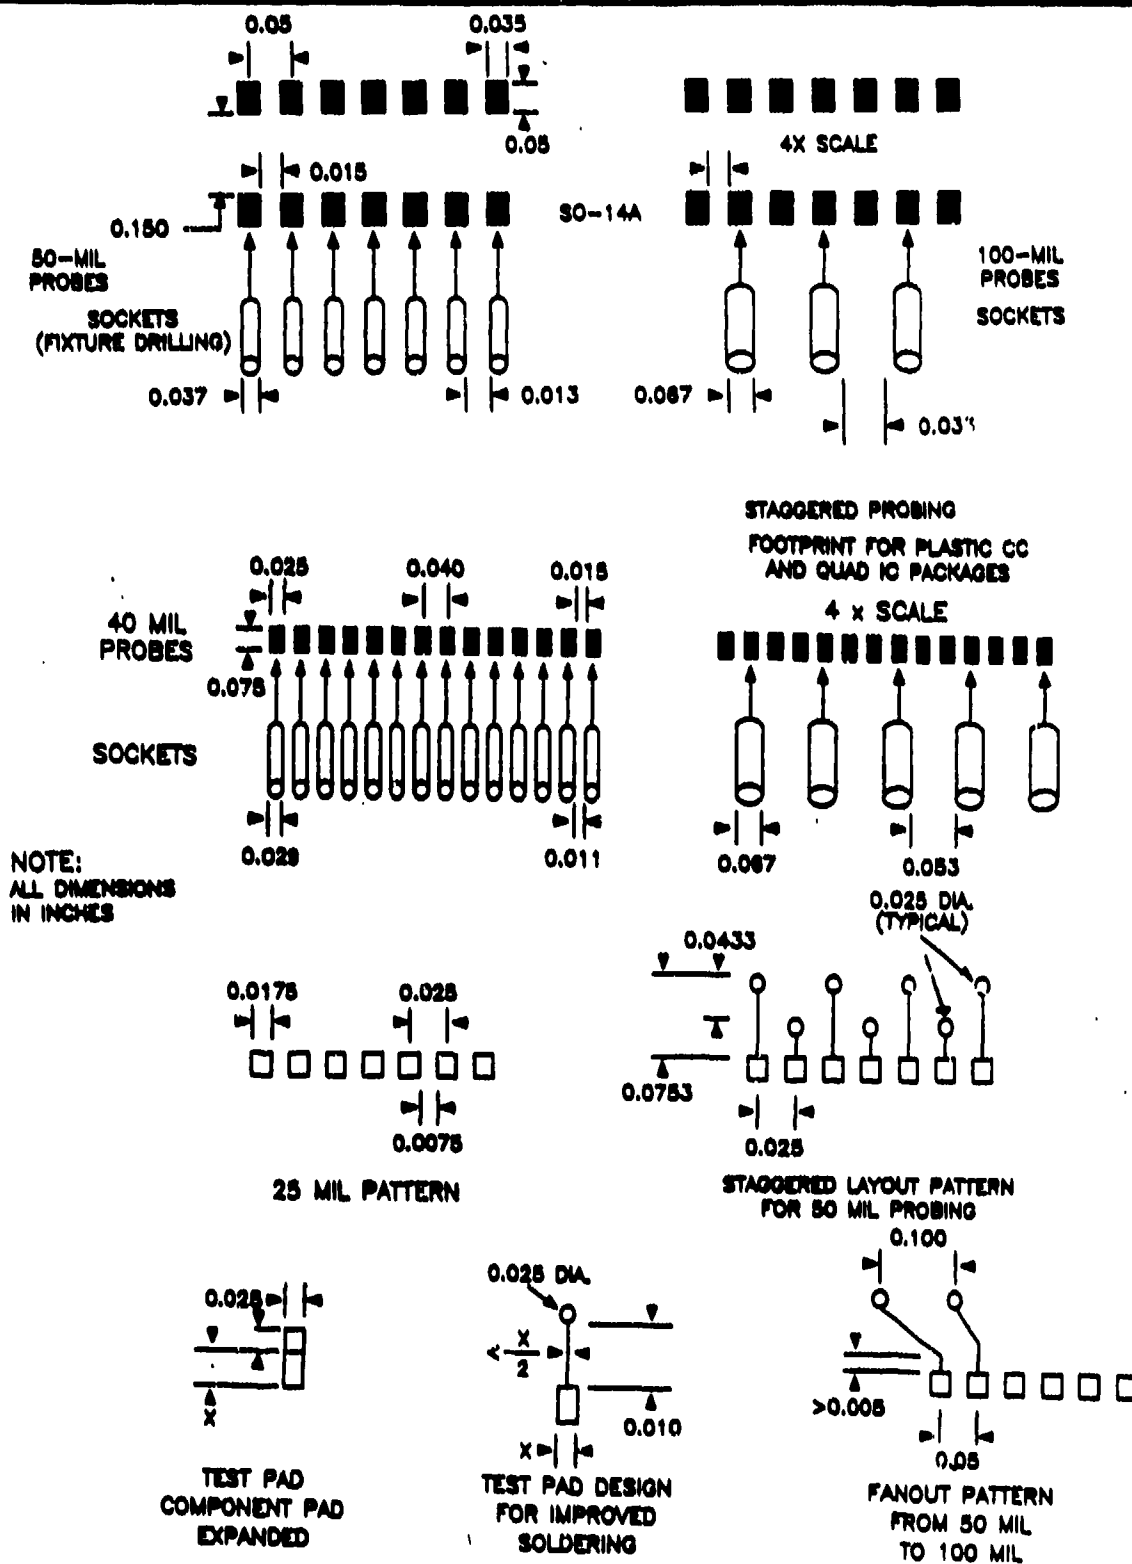 0.05
0.035
0.05
4X SCALE
0.015
0.150
SO-14A
50-MIL
PROBES
SOCKETS
(FIXTURE DRILLING)
100-MIL
PROBES
SOCKETS
0.037
0.013
0.067
STAGGERED PROBING
FOOTPRINT FOR PLASTIC CC
AND QUAD IC PACKAGES
4 x SCALE
0.025
0.040
0.015
40 MIL
PROBES
0.075
SOCKETS
0.029
0.011
0.067
0.053
NOTE:
ALL DIMENSIONS
IN INCHES
0.025 DIA.
(TYPICAL)
0.0433
0.0175
0.025
0.0753
0.0075
0.025
25 MIL PATTERN
STAGGERED LAYOUT PATTERN
FOR 50 MIL PROBING
0.100
0.025
X
0.025 DIA.
< X/2
0.010
X
>0.005
0.05
TEST PAD
COMPONENT PAD
EXPANDED
TEST PAD DESIGN
FOR IMPROVED
SOLDERING
FANOUT PATTERN
FROM 50 MIL
TO 100 MIL